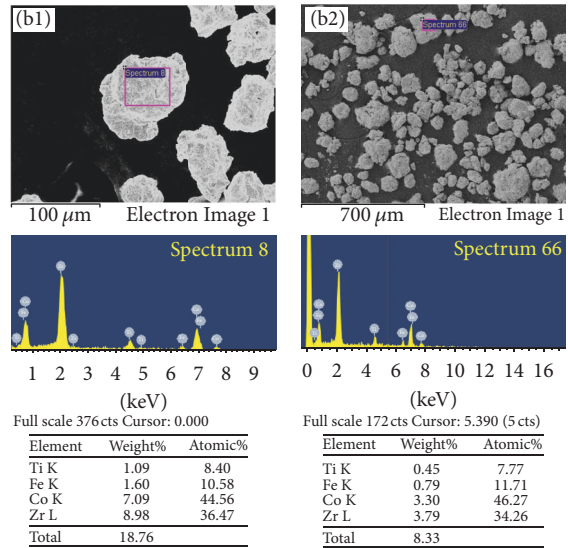 (b1)
Spectrum 8
100 μm Electron Image 1
Spectrum 8
1 2 3 4 5 6 7 8 9
(keV)
Full scale 376 cts Cursor: 0.000
Element Weight% Atomic%
Ti K 1.09 8.40
Fe K 1.60 10.58
Co K 7.09 44.56
Zr L 8.98 36.47
Total 18.76
(b2)
Spectrum 66
700 μm Electron Image 1
Spectrum 66
0 2 4 6 8 10 12 14 16
(keV)
Full scale 172 cts Cursor: 5.390 (5 cts)
Element Weight% Atomic%
Ti K 0.45 7.77
Fe K 0.79 11.71
Co K 3.30 46.27
Zr L 3.79 34.26
Total 8.33